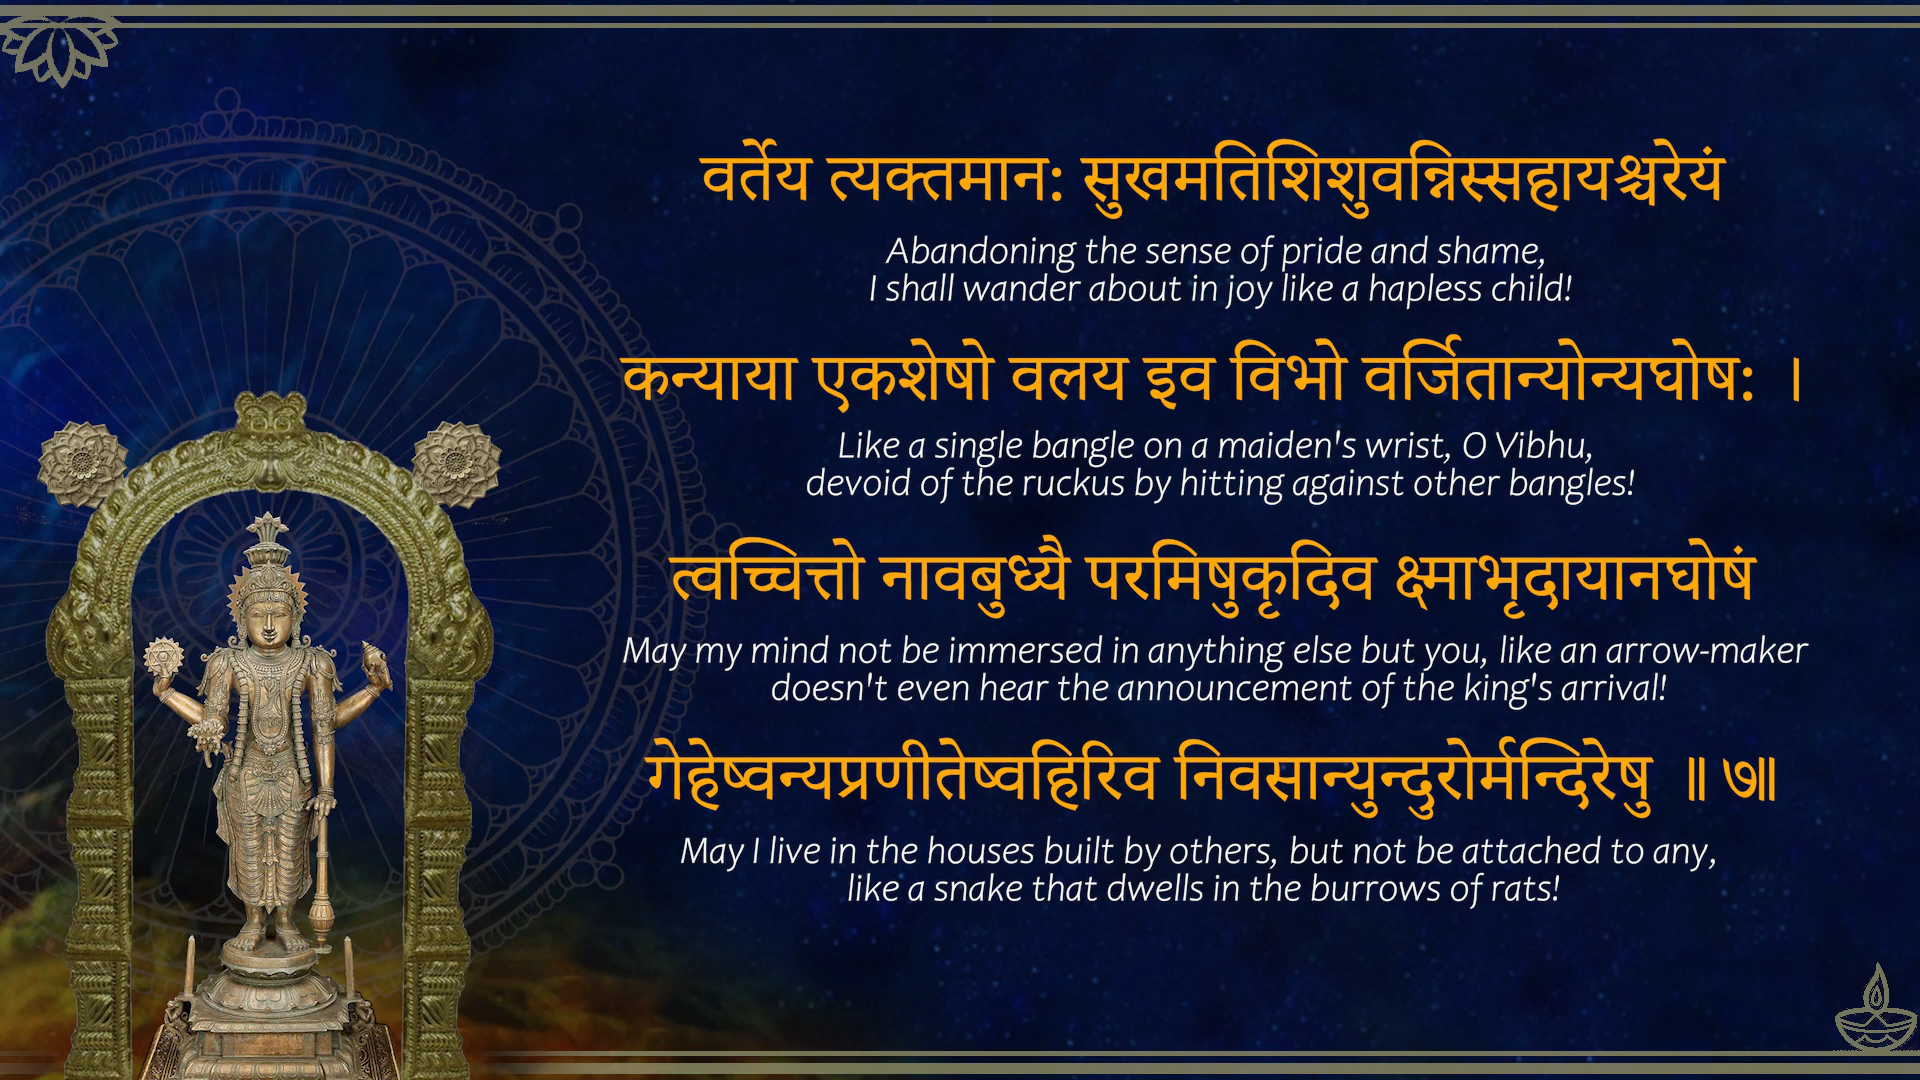 वर्तेय त्यक्तमान: सुखमतिशिशुवन्निस्सहायश्चरेयं
Abandoning the sense of pride and shame,
I shall wander about in joy like a hapless child!
कन्याया एकशेषो वलय इव विभो वर्जितान्योन्यघोष: ।
Like a single bangle on a maiden's wrist, O Vibhu,
devoid of the ruckus by hitting against other bangles!
त्वच्चित्तो नावबुध्यै परमिषुकृदिव क्ष्माभृदायानघोषं
May my mind not be immersed in anything else but you, like an arrow-maker
doesn't even hear the announcement of the king's arrival!
गेहेष्वन्यप्रणीतेष्वहिरिव निवसान्युन्दुरोर्मन्दिरेषु ॥ ७॥
May I live in the houses built by others, but not be attached to any,
like a snake that dwells in the burrows of rats!